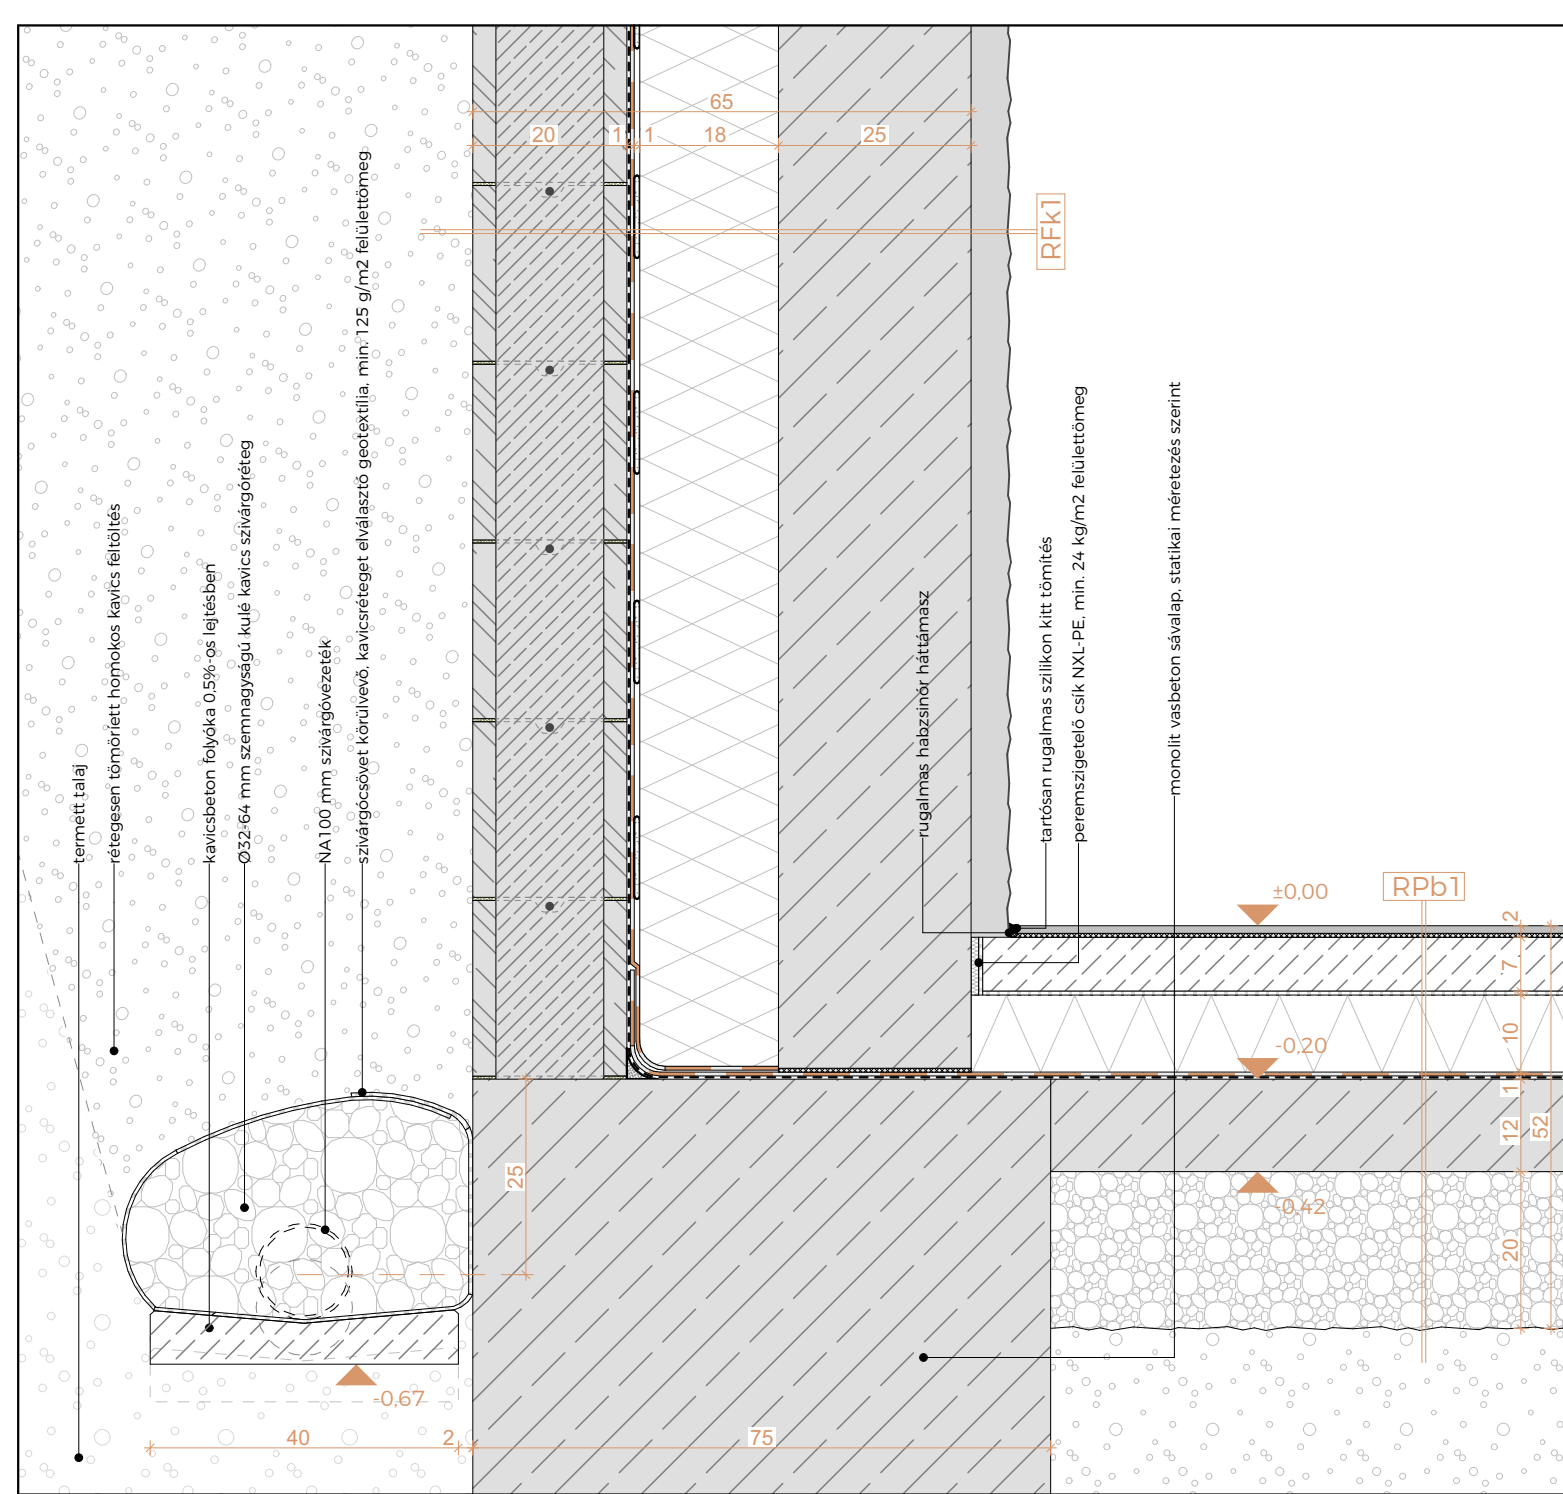 65
20
1
1
18
25
RFk1
termett talaj
rétegesen tömörített homokos kavics feltöltés
kavicsbeton folyóka 0,5%-os lejtésben
Ø32-64 mm szemnagyságú kulé kavics szivárgóréteg
NA100 mm szivárgóvezeték
szivárgócsövet körülvevő, kavicsréteget elválasztó geotextília, min. 125 g/m2 felülettömeg
rugalmas habzsinór háttámasz
tartósan rugalmas szilikon kitt tömítés
peremszigetelő csík NXL-PE, min. 24 kg/m2 felülettömeg
monolit vasbeton sávalap, statikai méretezés szerint
±0,00
RPb1
2
7
10
-0,20
1
12
52
25
-0,42
20
-0,67
40
2
75